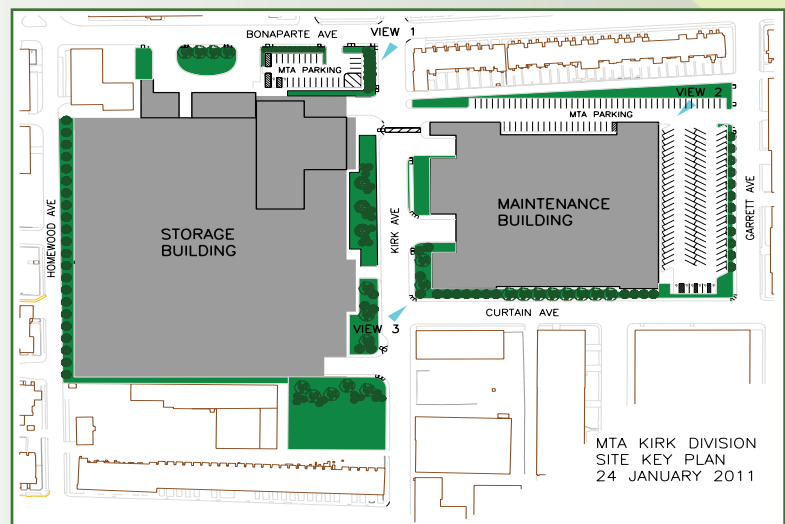 BONAPARTE AVE
VIEW 1
MTA PARKING
VIEW 2
MTA PARKING
HOMEWOOD AVE
STORAGE
BUILDING
KIRK AVE
MAINTENANCE
BUILDING
GARRETT AVE
VIEW 3
CURTAIN AVE
MTA KIRK DIVISION
SITE KEY PLAN
24 JANUARY 2011